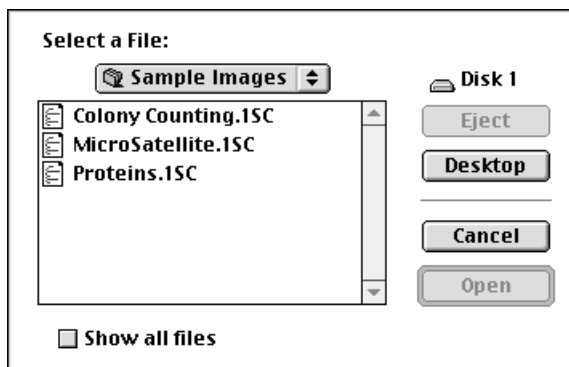 Select a File:
Sample Images
Disk 1
Colony Counting.1SC
MicroSatellite.1SC
Proteins.1SC
Eject
Desktop
Cancel
Open
Show all files